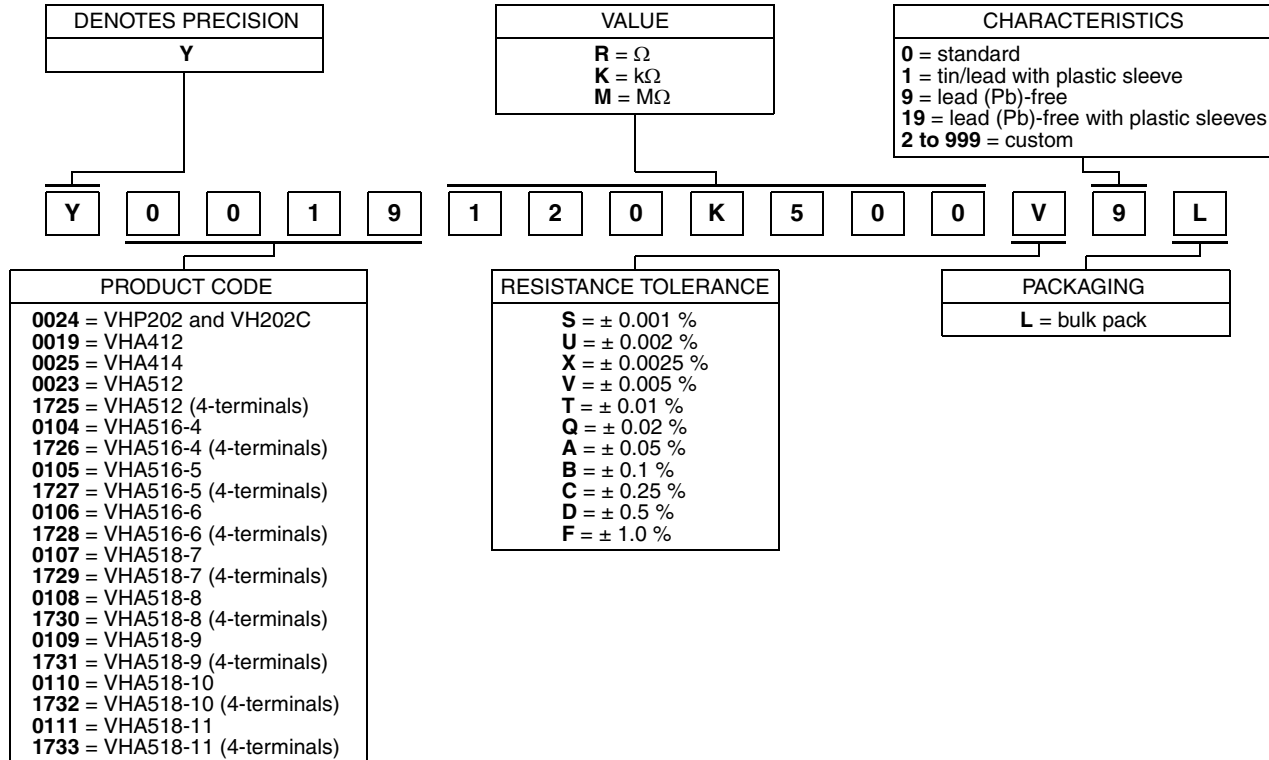 DENOTES PRECISION
Y
VALUE
R = Ω
K = kΩ
M = MΩ
CHARACTERISTICS
0 = standard
1 = tin/lead with plastic sleeve
9 = lead (Pb)-free
19 = lead (Pb)-free with plastic sleeves
2 to 999 = custom
Y 0 0 1 9 1 2 0 K 5 0 0 V 9 L
PRODUCT CODE
0024 = VHP202 and VH202C
0019 = VHA412
0025 = VHA414
0023 = VHA512
1725 = VHA512 (4-terminals)
0104 = VHA516-4
1726 = VHA516-4 (4-terminals)
0105 = VHA516-5
1727 = VHA516-5 (4-terminals)
0106 = VHA516-6
1728 = VHA516-6 (4-terminals)
0107 = VHA518-7
1729 = VHA518-7 (4-terminals)
0108 = VHA518-8
1730 = VHA518-8 (4-terminals)
0109 = VHA518-9
1731 = VHA518-9 (4-terminals)
0110 = VHA518-10
1732 = VHA518-10 (4-terminals)
0111 = VHA518-11
1733 = VHA518-11 (4-terminals)
RESISTANCE TOLERANCE
S = ± 0.001 %
U = ± 0.002 %
X = ± 0.0025 %
V = ± 0.005 %
T = ± 0.01 %
Q = ± 0.02 %
A = ± 0.05 %
B = ± 0.1 %
C = ± 0.25 %
D = ± 0.5 %
F = ± 1.0 %
PACKAGING
L = bulk pack